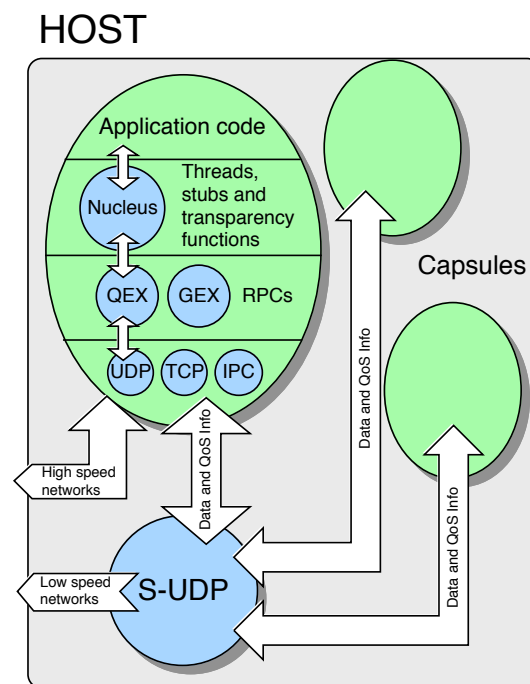 HOST
Application code
Nucleus
Threads,
stubs and
transparency
functions
QEX
GEX
RPCs
UDP
TCP
IPC
Capsules
High speed
networks
Data and QoS Info
Data and QoS Info
Data and QoS Info
Low speed
networks
S-UDP